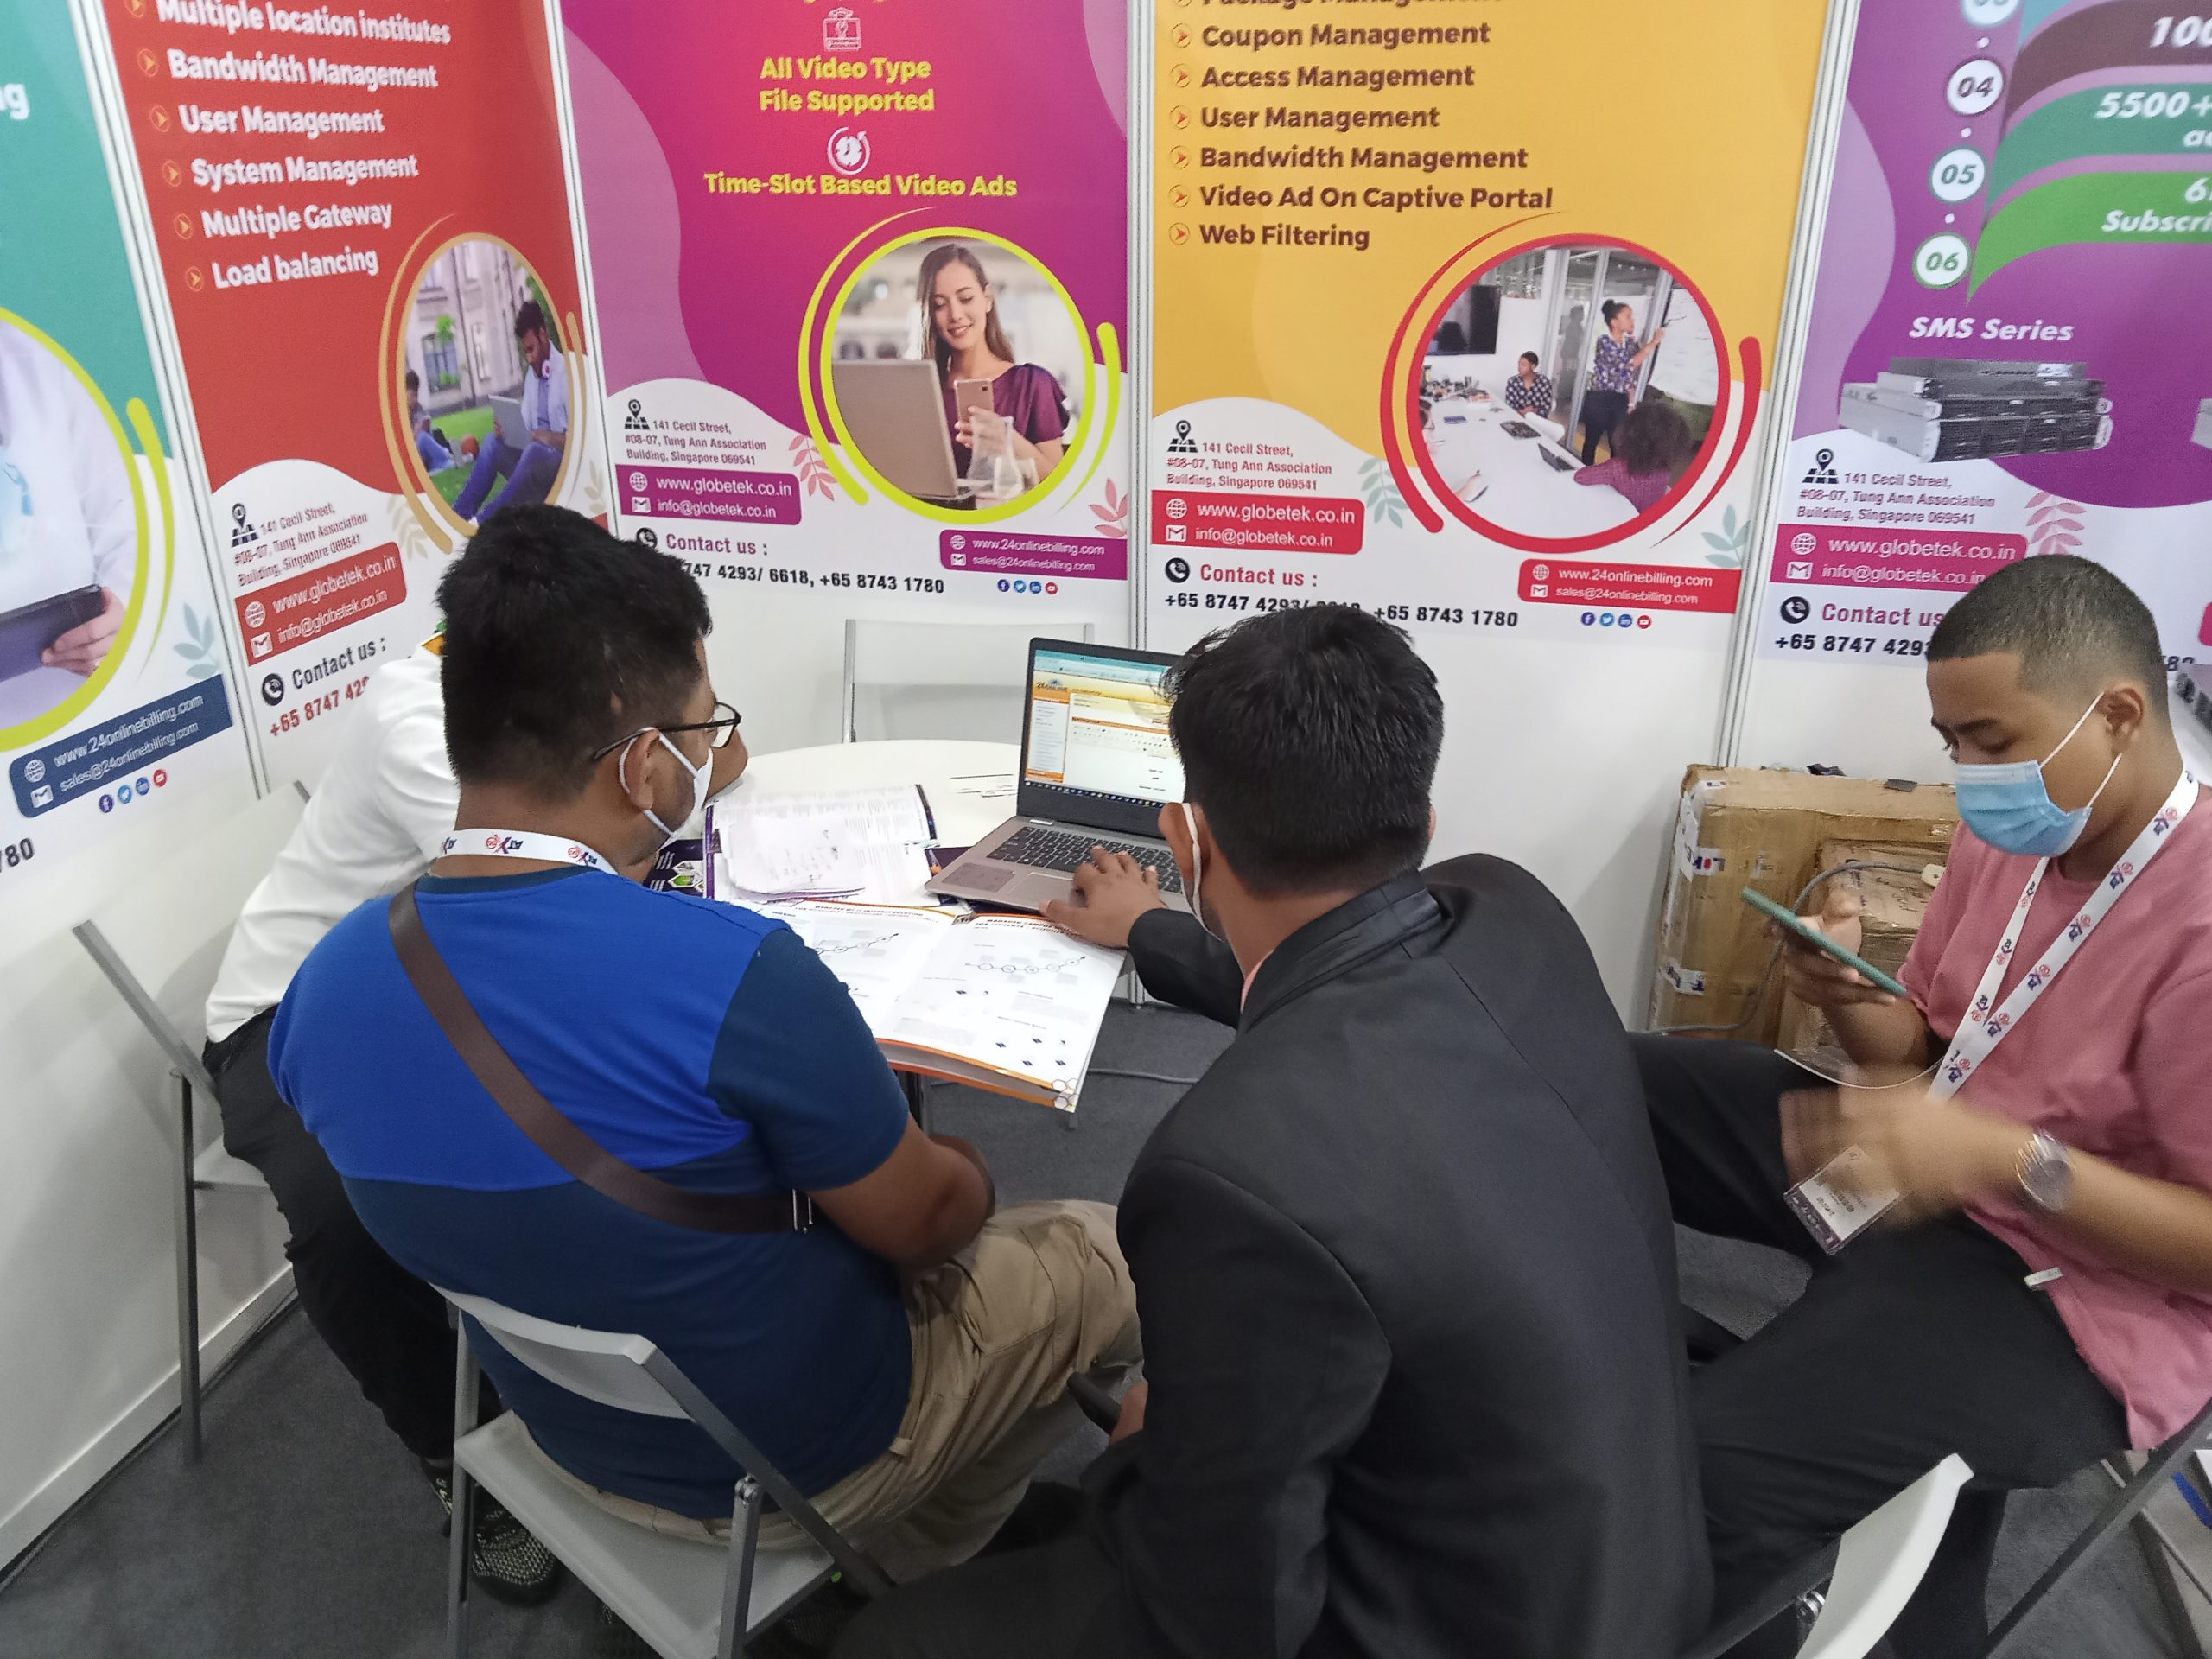 Multiple location institutes
Bandwidth Management
User Management
System Management
Multiple Gateway
Load balancing
141 Cecil Street,
#08-07, Tung Ann Association
Building, Singapore 069541
www.globetek.co.in
info@globetek.co.in
Contact us :
+65 8747
www.24onlinebilling.com
sales@24onlinebilling.com
All Video Type
File Supported
Time-Slot Based Video Ads
141 Cecil Street,
#08-07, Tung Ann Association
Building, Singapore 069541
www.globetek.co.in
info@globetek.co.in
Contact us :
4293/ 6618, +65 8743 1780
www.24onlinebilling.com
sales@24onlinebilling.com
Coupon Management
Access Management
User Management
Bandwidth Management
Video Ad On Captive Portal
Web Filtering
141 Cecil Street,
#08-07, Tung Ann Association
Building, Singapore 069541
www.globetek.co.in
info@globetek.co.in
Contact us :
+65 8747 4293/ +65 8743 1780
www.24onlinebilling.com
sales@24onlinebilling.com
04
5500+
05
06
SMS Series
141 Cecil Street,
#08-07, Tung Ann Association
Building, Singapore 069541
www.globetek.co.in
info@globetek.co.in
Contact us
+65 8747 429